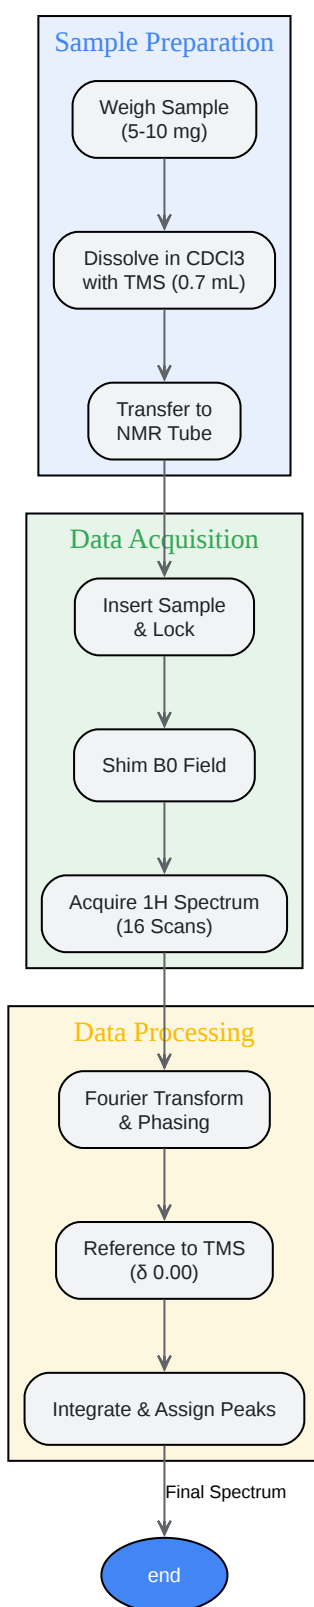 Sample Preparation
Weigh Sample
(5-10 mg)
Dissolve in CDCl3
with TMS (0.7 mL)
Transfer to
NMR Tube
Data Acquisition
Insert Sample
& Lock
Shim B0 Field
Acquire 1H Spectrum
(16 Scans)
Data Processing
Fourier Transform
& Phasing
Reference to TMS
(δ 0.00)
Integrate & Assign Peaks
Final Spectrum
end